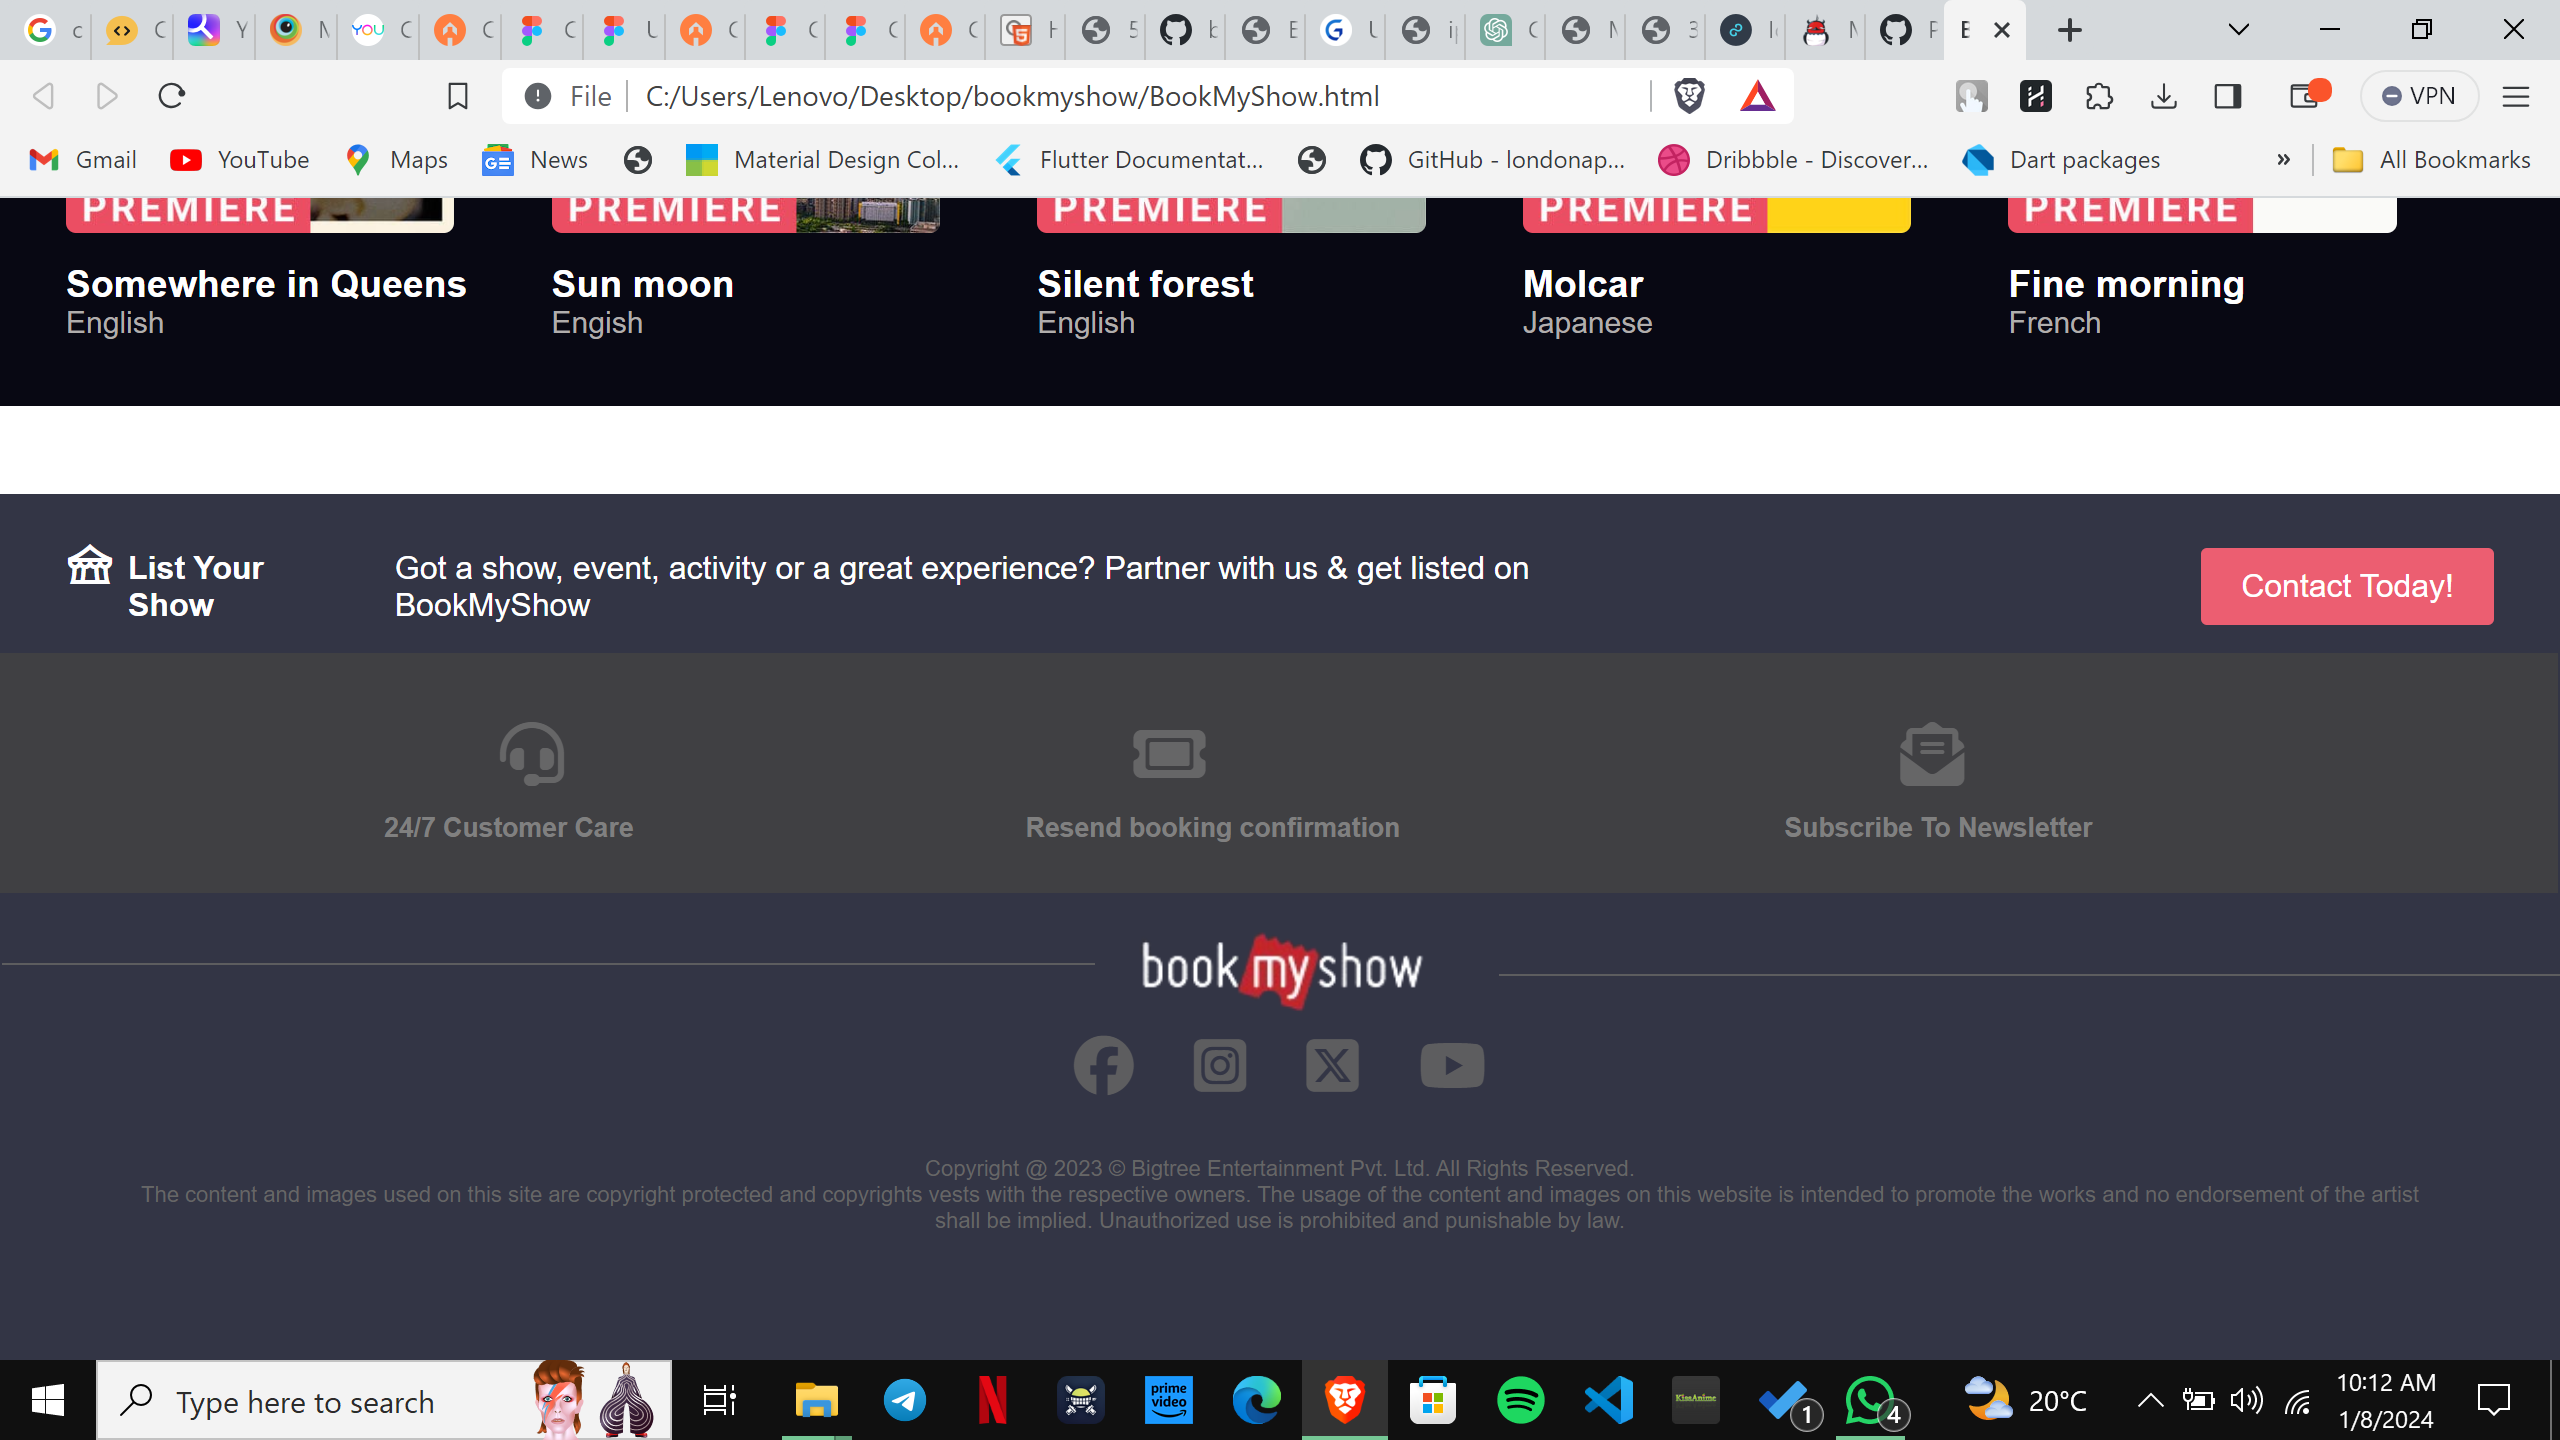 File C:/Users/Lenovo/Desktop/bookmyshow/BookMyShow.html VPN
Gmail YouTube Maps News Material Design Col... Flutter Documentat... GitHub - londonap... Dribbble - Discover... Dart packages » All Bookmarks
PREMIERE PREMIERE PREMIERE PREMIERE PREMIERE
Somewhere in Queens Sun moon Silent forest Molcar Fine morning
English Engish English Japanese French
List Your
Show
Got a show, event, activity or a great experience? Partner with us & get listed on
BookMyShow
Contact Today!
24/7 Customer Care Resend booking confirmation Subscribe To Newsletter
book my show
Copyright @ 2023 © Bigtree Entertainment Pvt. Ltd. All Rights Reserved.
The content and images used on this site are copyright protected and copyrights vests with the respective owners. The usage of the content and images on this website is intended to promote the works and no endorsement of the artist
shall be implied. Unauthorized use is prohibited and punishable by law.
Type here to search
prime
video
KissAnime
1
4
20°C
10:12 AM
1/8/2024